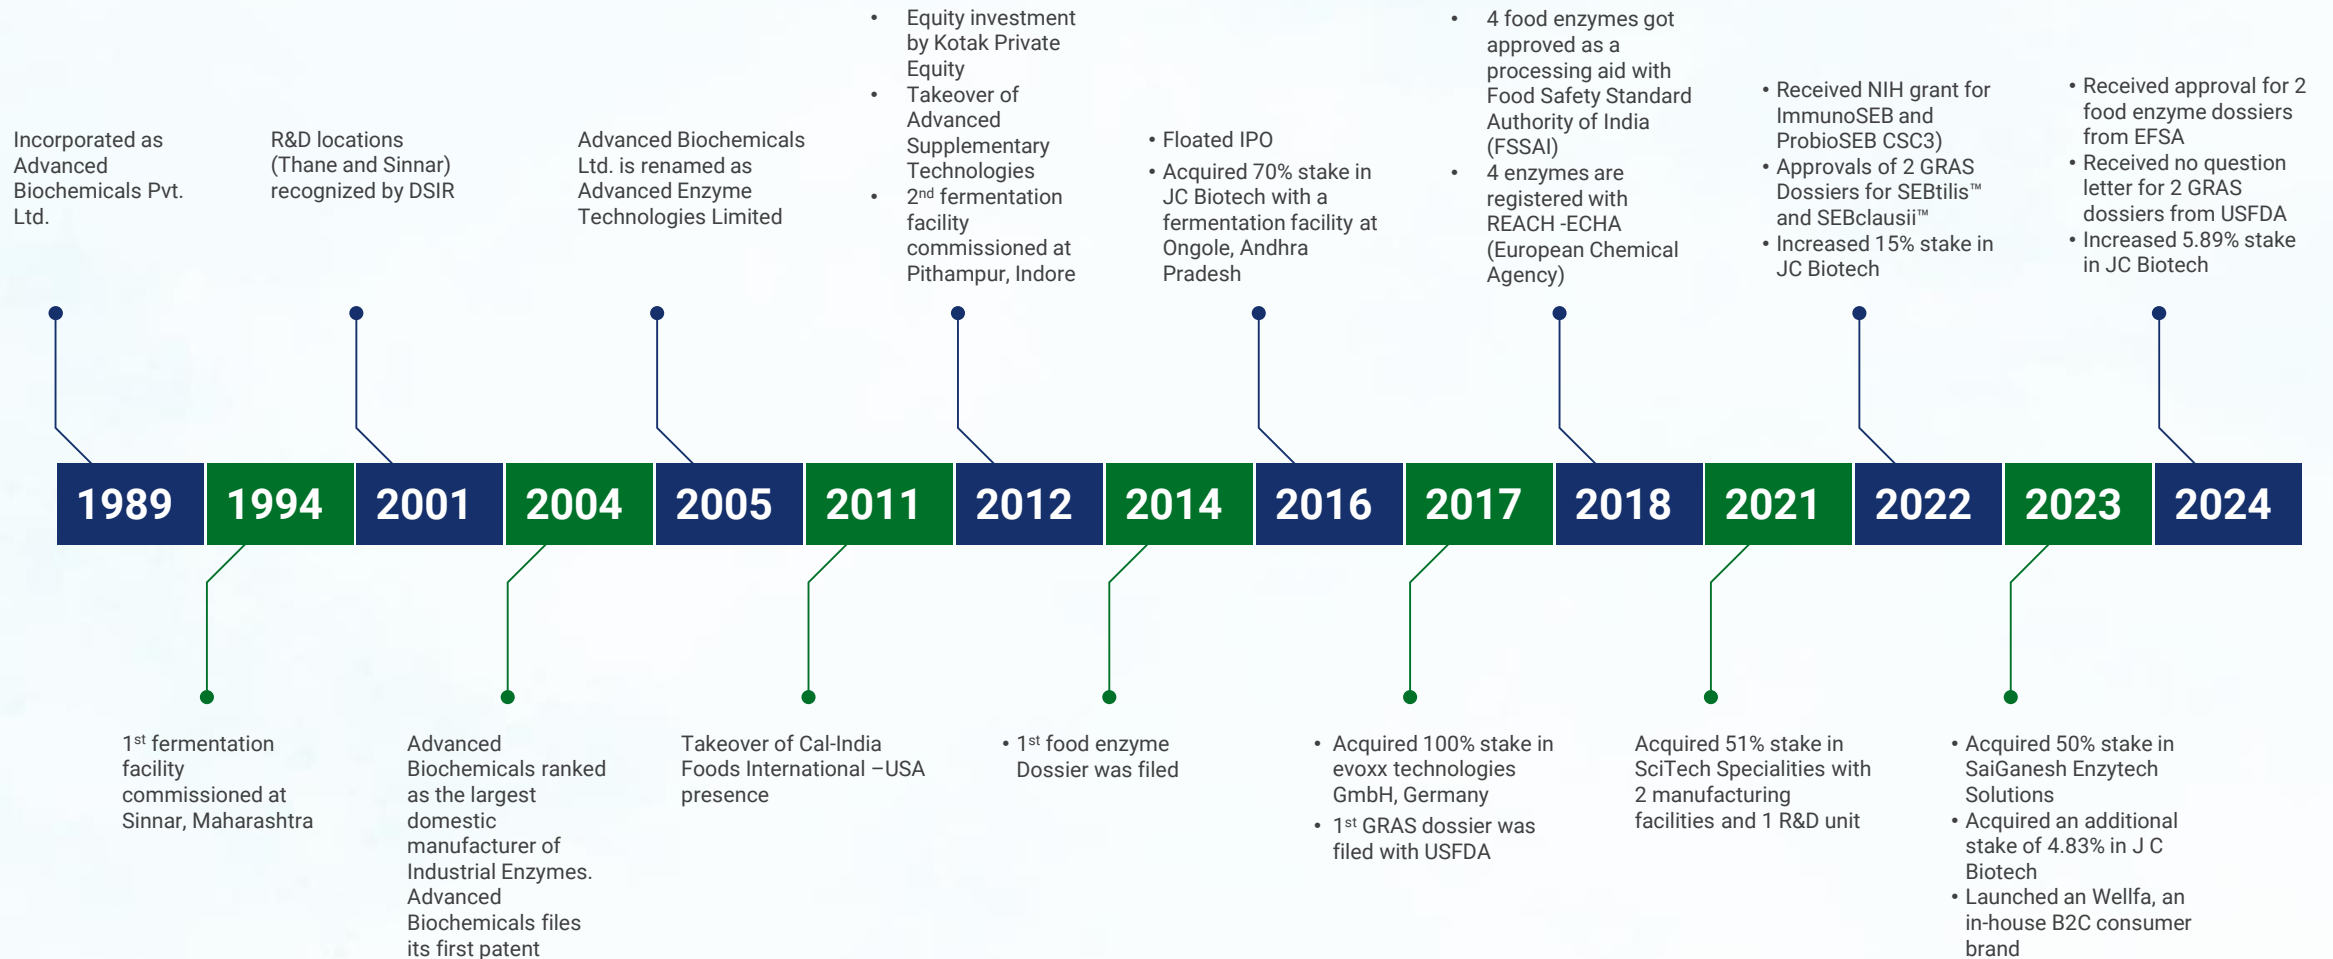 Incorporated as
Advanced
Biochemicals Pvt.
Ltd.
R&D locations
(Thane and Sinnar)
recognized by DSIR
Advanced Biochemicals
Ltd. is renamed as
Advanced Enzyme
Technologies Limited
• Equity investment
by Kotak Private
Equity
• Takeover of
Advanced
Supplementary
Technologies
• 2nd fermentation
facility
commissioned at
Pithampur, Indore
• Floated IPO
• Acquired 70% stake in
JC Biotech with a
fermentation facility at
Ongole, Andhra
Pradesh
• 4 food enzymes got
approved as a
processing aid with
Food Safety Standard
Authority of India
(FSSAI)
• 4 enzymes are
registered with
REACH -ECHA
(European Chemical
Agency)
• Received NIH grant for
ImmunoSEB and
ProbioSEB CSC3)
• Approvals of 2 GRAS
Dossiers for SEBtilis™
and SEBclausii™
• Increased 15% stake in
JC Biotech
• Received approval for 2
food enzyme dossiers
from EFSA
• Received no question
letter for 2 GRAS
dossiers from USFDA
• Increased 5.89% stake
in JC Biotech
1989 1994 2001 2004 2005 2011 2012 2014 2016 2017 2018 2021 2022 2023 2024
1st fermentation
facility
commissioned at
Sinnar, Maharashtra
Advanced
Biochemicals ranked
as the largest
domestic
manufacturer of
Industrial Enzymes.
Advanced
Biochemicals files
its first patent
Takeover of Cal-India
Foods International –USA
presence
• 1st food enzyme
Dossier was filed
• Acquired 100% stake in
evoxx technologies
GmbH, Germany
• 1st GRAS dossier was
filed with USFDA
Acquired 51% stake in
SciTech Specialities with
2 manufacturing
facilities and 1 R&D unit
• Acquired 50% stake in
SaiGanesh Enzytech
Solutions
• Acquired an additional
stake of 4.83% in J C
Biotech
• Launched an Wellfa, an
in-house B2C consumer
brand